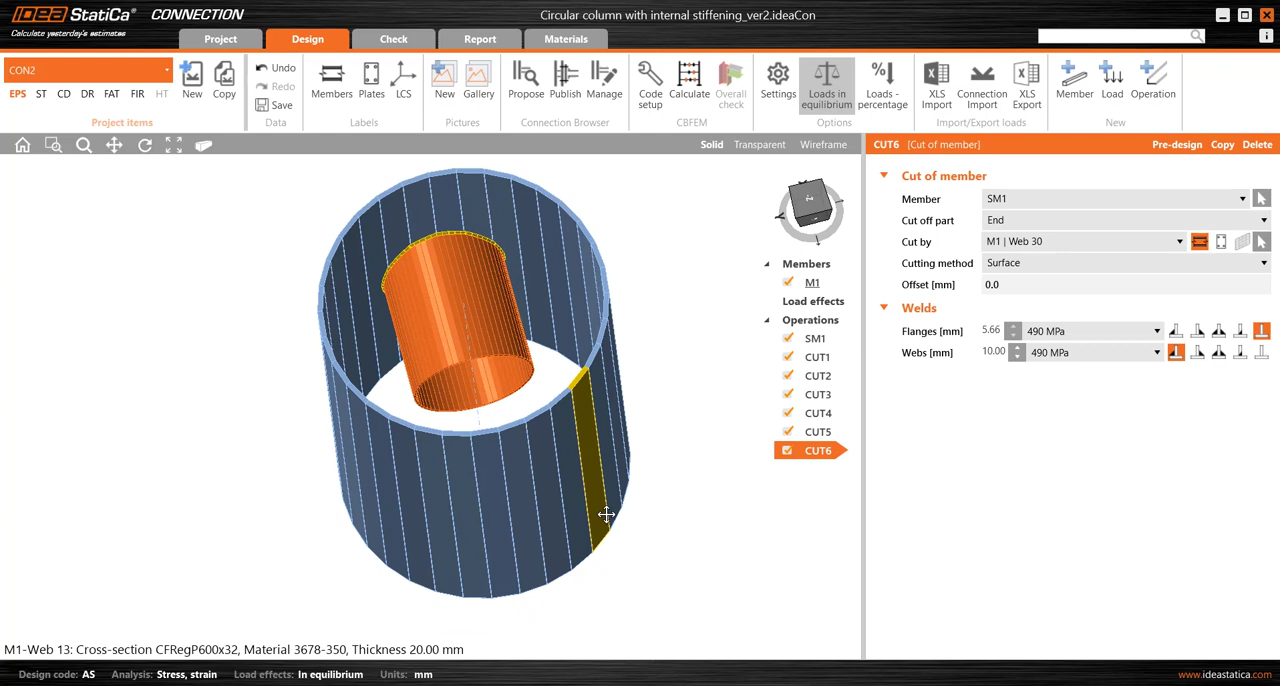 IDEA StatiCa® CONNECTION
Calculate yesterday's estimates
Circular column with internal stiffening_ver2.ideaCon
Project Design Check Report Materials
CON2
EPS ST CD DR FAT FIR HT
Project items
New Copy
Undo
Redo
Save
Data
Members Plates LCS
Labels
New Gallery
Pictures
Propose Publish Manage
Connection Browser
Code setup Calculate Overall check
CBFEM
Settings Loads in equilibrium Loads - percentage
Options
XLS Import Connection Import XLS Export
Import/Export loads
Member Load Operation
New
Solid Transparent Wireframe
CUT6 [Cut of member] Pre-design Copy Delete
Cut of member
Member SM1
Cut off part End
Cut by M1 | Web 30
Cutting method Surface
Offset [mm] 0.0
Welds
Flanges [mm] 5.66 490 MPa
Webs [mm] 10.00 490 MPa
Members
M1
Load effects
Operations
SM1
CUT1
CUT2
CUT3
CUT4
CUT5
CUT6
M1-Web 13: Cross-section CFRegP600x32, Material 3678-350, Thickness 20.00 mm
Design code: AS Analysis: Stress, strain Load effects: In equilibrium Units: mm
www.ideastatica.com